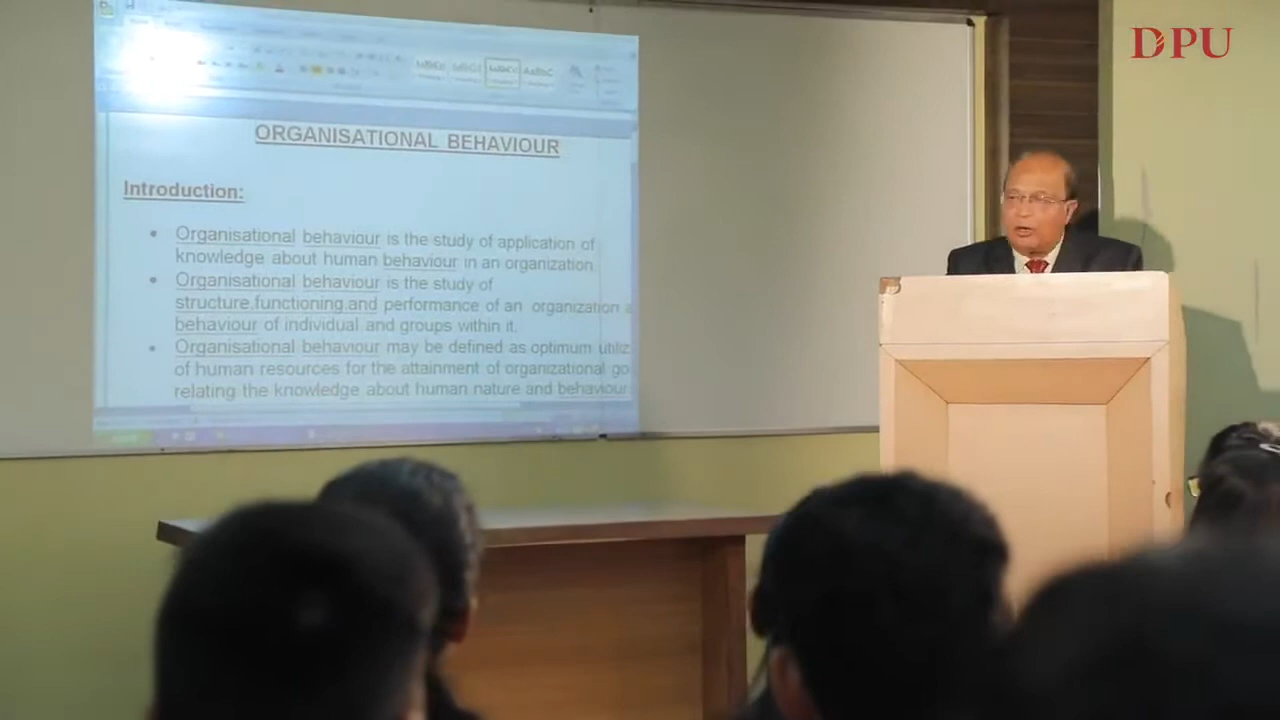 DPU
AaBbCc
ORGANISATIONAL BEHAVIOUR
Introduction:
• Organisational behaviour is the study of application of
knowledge about human behaviour in an organization.
• Organisational behaviour is the study of
structure,functioning,and performance of an organization a
behaviour of individual and groups within it.
• Organisational behaviour may be defined as optimum utiliz
of human resources for the attainment of organizational go
relating the knowledge about human nature and behaviour